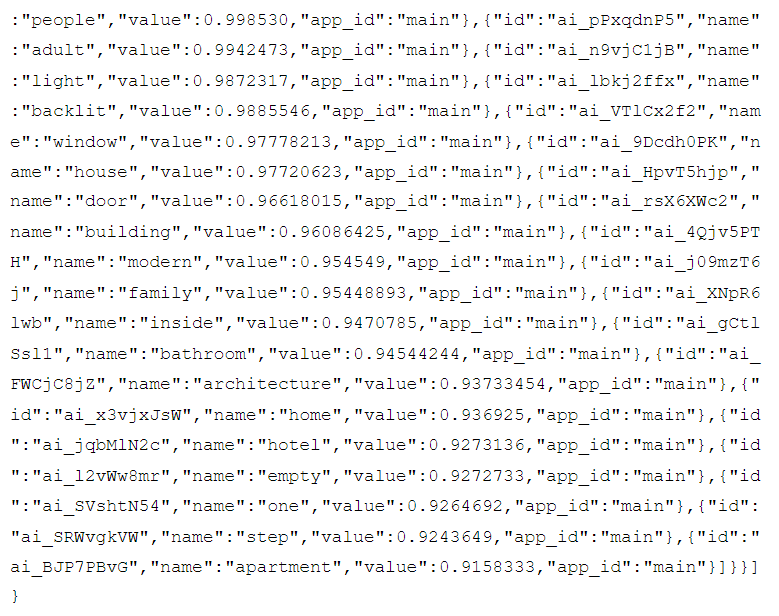 :"people","value":0.998530,"app_id":"main"},{"id":"ai_pPxqdnP5","name"
:"adult","value":0.9942473,"app_id":"main"},{"id":"ai_n9vjC1jB","name"
:"light","value":0.9872317,"app_id":"main"},{"id":"ai_lbkj2ffx","name"
:"backlit","value":0.9885546,"app_id":"main"},{"id":"ai_VTlCx2f2","nam
e":"window","value":0.97778213,"app_id":"main"},{"id":"ai_9Dcdh0PK","n
ame":"house","value":0.97720623,"app_id":"main"},{"id":"ai_HpvT5hjp","
name":"door","value":0.96618015,"app_id":"main"},{"id":"ai_rsX6XWc2","
name":"building","value":0.96086425,"app_id":"main"},{"id":"ai_4Qjv5PT
H","name":"modern","value":0.954549,"app_id":"main"},{"id":"ai_j09mzT6
j","name":"family","value":0.95448893,"app_id":"main"},{"id":"ai_XNpR6
lwb","name":"inside","value":0.9470785,"app_id":"main"},{"id":"ai_gCtl
Ssl1","name":"bathroom","value":0.94544244,"app_id":"main"},{"id":"ai_
FWCjC8jZ","name":"architecture","value":0.93733454,"app_id":"main"},{"
id":"ai_x3vjxJsW","name":"home","value":0.936925,"app_id":"main"},{"id
":"ai_jqbMlN2c","name":"hotel","value":0.9273136,"app_id":"main"},{"id
":"ai_l2vWw8mr","name":"empty","value":0.9272733,"app_id":"main"},{"id
":"ai_SVshtN54","name":"one","value":0.9264692,"app_id":"main"},{"id":
"ai_SRWvgkVW","name":"step","value":0.9243649,"app_id":"main"},{"id":"
ai_BJP7PBvG","name":"apartment","value":0.9158333,"app_id":"main"}]}}]
}